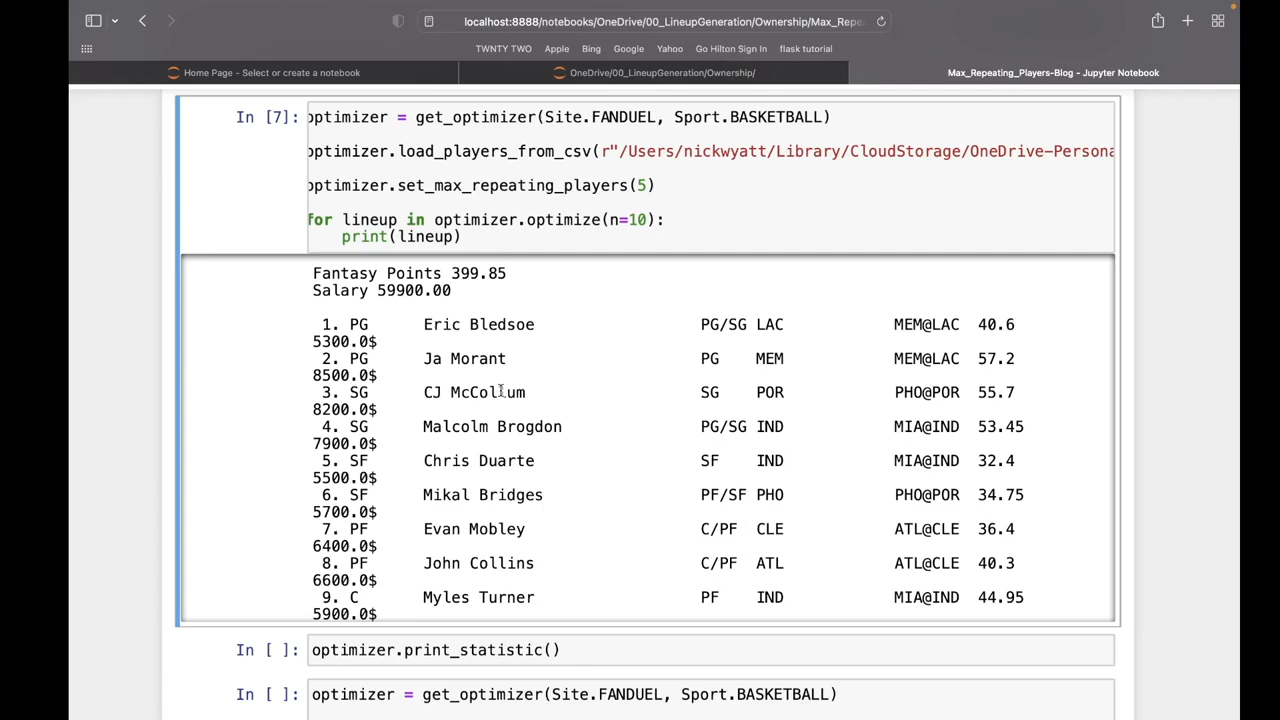 localhost:8888/notebooks/OneDrive/00_LineupGeneration/Ownership/Max_Repe...
TWNTY TWO Apple Bing Google Yahoo Go Hilton Sign In flask tutorial
Home Page - Select or create a notebook OneDrive/00_LineupGeneration/Ownership/ Max_Repeating_Players-Blog - Jupyter Notebook
In [7]: optimizer = get_optimizer(Site.FANDUEL, Sport.BASKETBALL)
optimizer.load_players_from_csv(r"/Users/nickwyatt/Library/CloudStorage/OneDrive-Persona
optimizer.set_max_repeating_players(5)
for lineup in optimizer.optimize(n=10):
print(lineup)
Fantasy Points 399.85
Salary 59900.00
1. PG Eric Bledsoe PG/SG LAC MEM@LAC 40.6
5300.0$
2. PG Ja Morant PG MEM MEM@LAC 57.2
8500.0$
3. SG CJ McCollum SG POR PHO@POR 55.7
8200.0$
4. SG Malcolm Brogdon PG/SG IND MIA@IND 53.45
7900.0$
5. SF Chris Duarte SF IND MIA@IND 32.4
5500.0$
6. SF Mikal Bridges PF/SF PHO PHO@POR 34.75
5700.0$
7. PF Evan Mobley C/PF CLE ATL@CLE 36.4
6400.0$
8. PF John Collins C/PF ATL ATL@CLE 40.3
6600.0$
9. C Myles Turner PF IND MIA@IND 44.95
5900.0$
In [ ]: optimizer.print_statistic()
In [ ]: optimizer = get_optimizer(Site.FANDUEL, Sport.BASKETBALL)